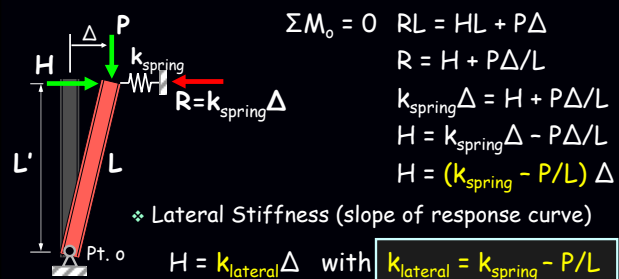 Δ
P
H
k_spring
R=k_springΔ
L'
L
Pt. o
ΣM_o = 0 RL = HL + PΔ
R = H + PΔ/L
k_springΔ = H + PΔ/L
H = k_springΔ - PΔ/L
H = (k_spring - P/L) Δ
❖ Lateral Stiffness (slope of response curve)
H = k_lateralΔ with k_lateral = k_spring - P/L